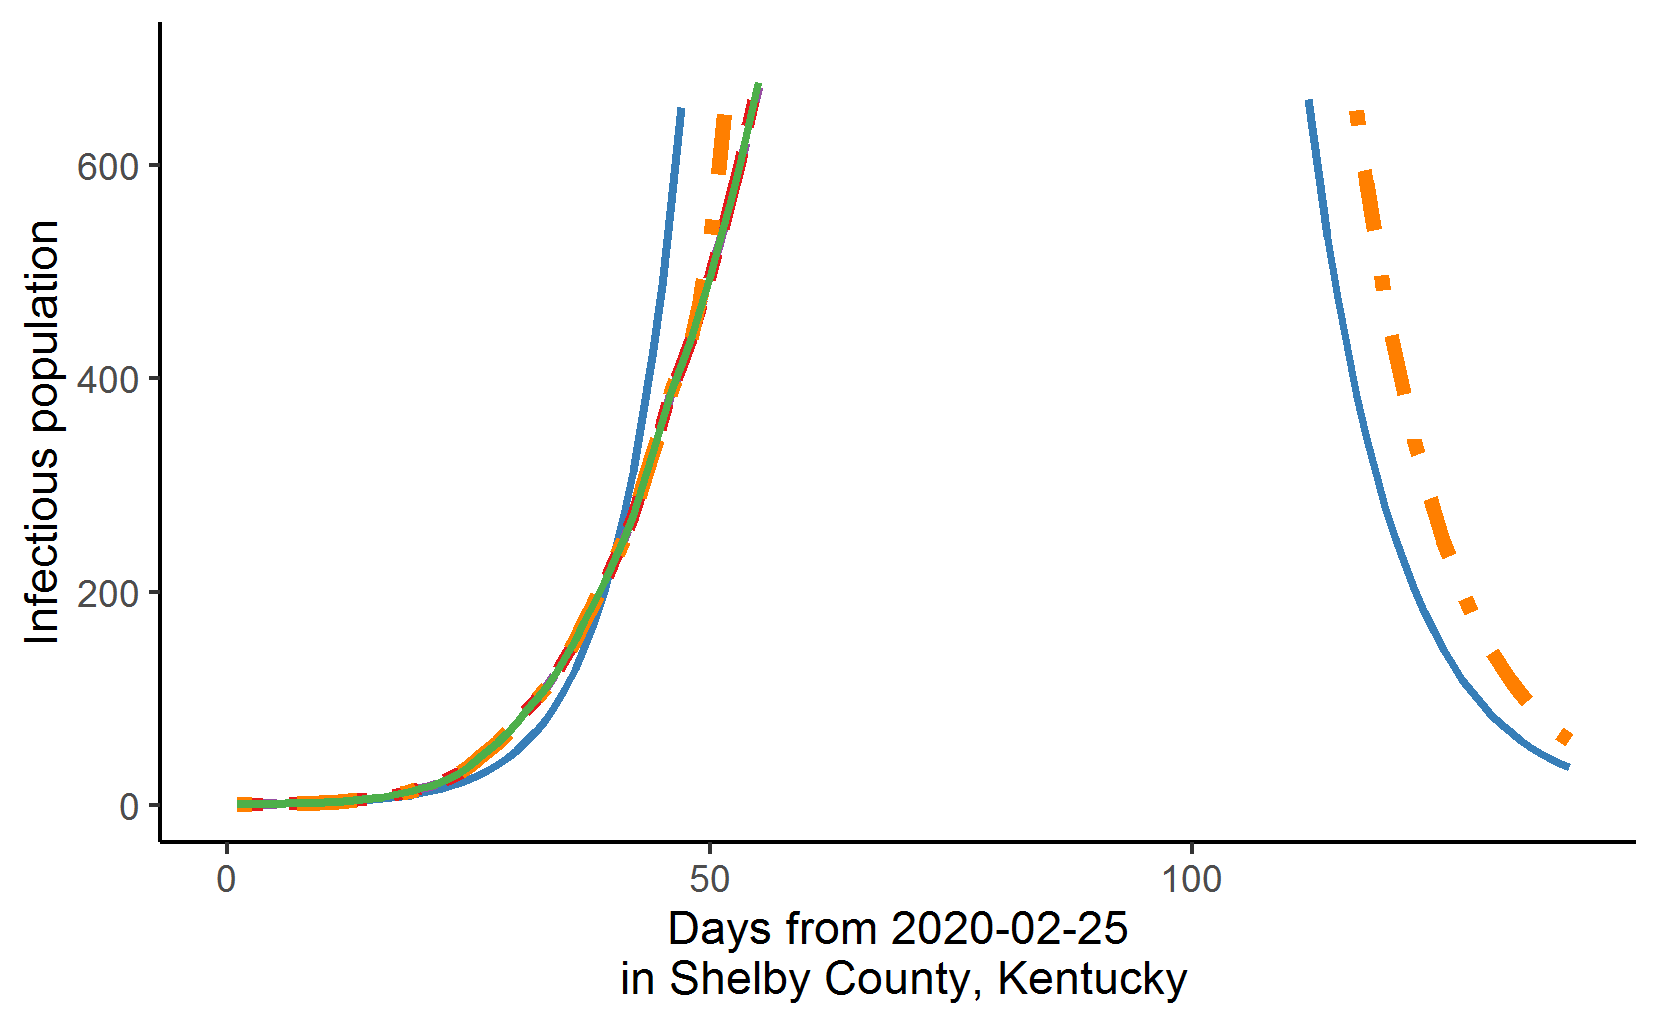 Infectious population
600
400
200
0
0 50 100
Days from 2020-02-25
in Shelby County, Kentucky